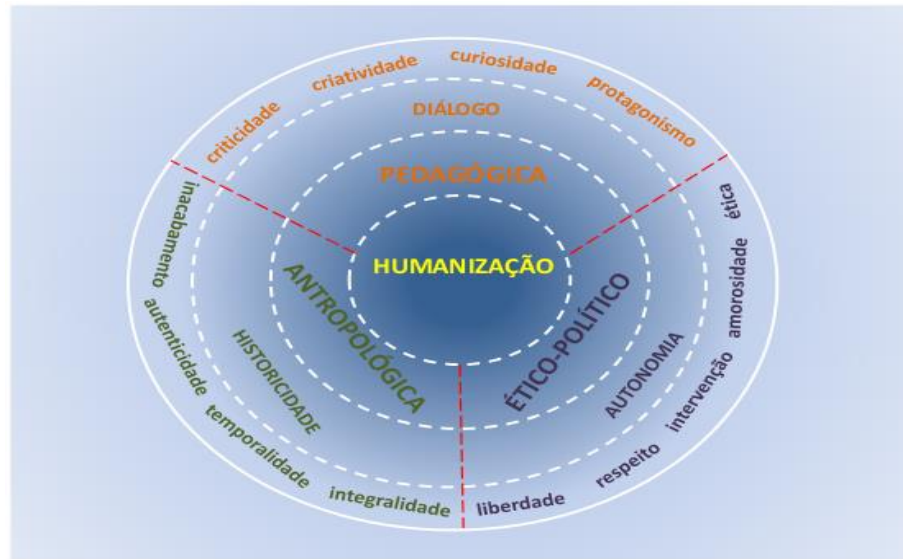 criticidade
criatividade
curiosidade
protagonismo
DIÁLOGO
PEDAGÓGICA
HUMANIZAÇÃO
ANTROPOLÓGICA
HISTORICIDADE
inacabamento
autenticidade
temporalidade
integralidade
ÉTICO-POLÍTICO
AUTONOMIA
ética
amorosidade
intervenção
respeito
liberdade